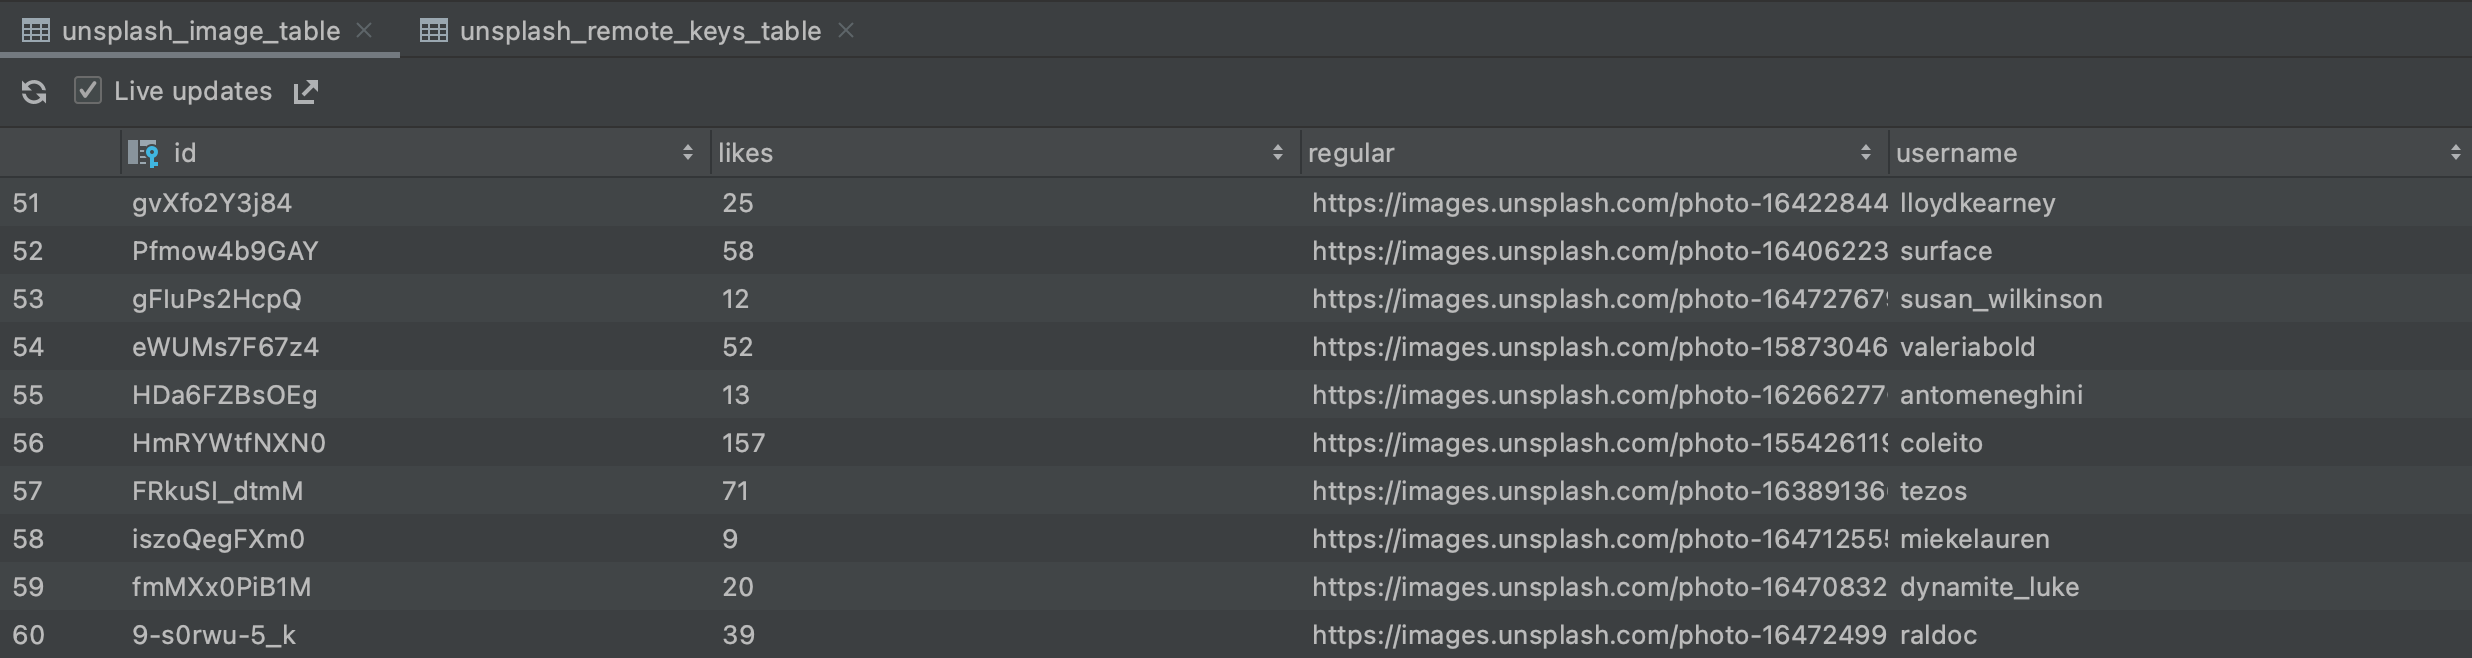 unsplash_image_table unsplash_remote_keys_table
Live updates
id likes regular username
51 gvXfo2Y3j84 25 https://images.unsplash.com/photo-16422844 lloydkearney
52 Pfmow4b9GAY 58 https://images.unsplash.com/photo-16406223 surface
53 gFIuPs2HcpQ 12 https://images.unsplash.com/photo-164727679 susan_wilkinson
54 eWUMs7F67z4 52 https://images.unsplash.com/photo-15873046 valeriabold
55 HDa6FZBsOEg 13 https://images.unsplash.com/photo-16266277 antomeneghini
56 HmRYWtfNXN0 157 https://images.unsplash.com/photo-155426119 coleito
57 FRkuSI_dtmM 71 https://images.unsplash.com/photo-16389136 tezos
58 iszoQegFXm0 9 https://images.unsplash.com/photo-164712555 miekelauren
59 fmMXx0PiB1M 20 https://images.unsplash.com/photo-16470832 dynamite_luke
60 9-s0rwu-5_k 39 https://images.unsplash.com/photo-16472499 raldoc